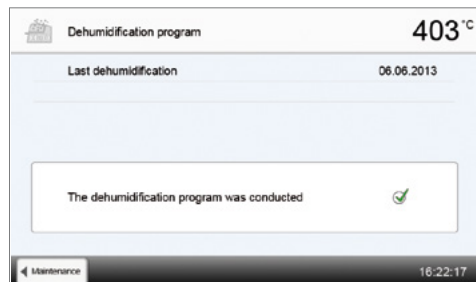 Dehumidification program 403 °C
Last dehumidification 06.06.2013
The dehumidification program was conducted
Maintenance 16:22:17